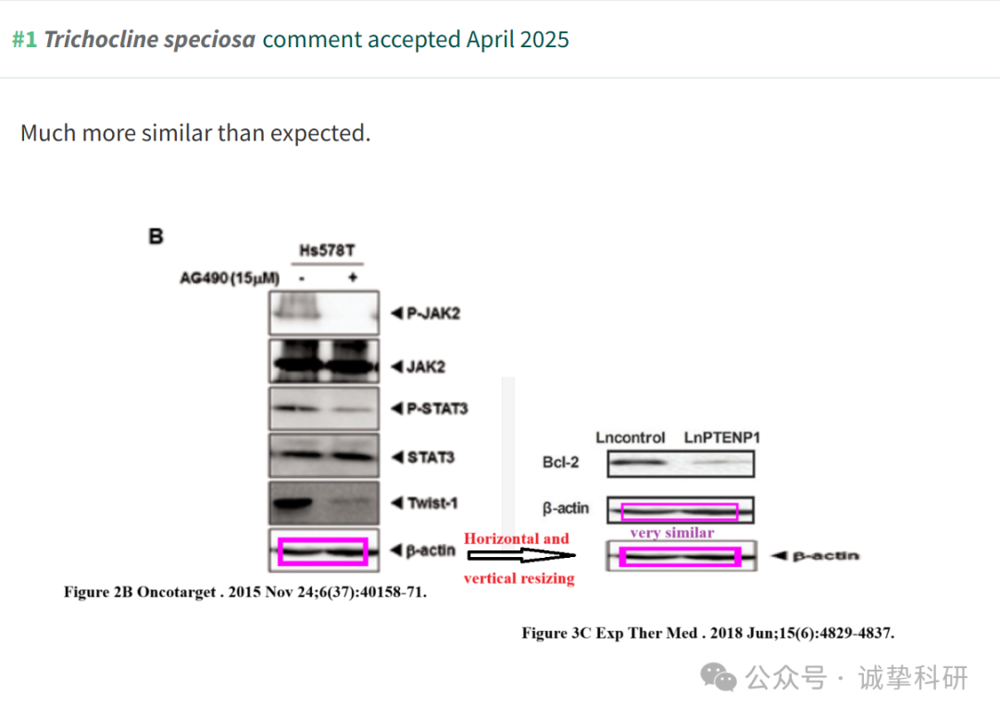 #1 Trichocline speciosa comment accepted April 2025
Much more similar than expected.
B
Hs578T
AG490(15μM) - +
◄P-JAK2
◄JAK2
◄P-STAT3
◄STAT3
◄Twist-1
◄β-actin
Figure 2B Oncotarget . 2015 Nov 24;6(37):40158-71.
Horizontal and
vertical resizing
Lncontrol LnPTENP1
Bcl-2
β-actin
very similar
◄β-actin
Figure 3C Exp Ther Med . 2018 Jun;15(6):4829-4837.
公众号 · 诚挚科研